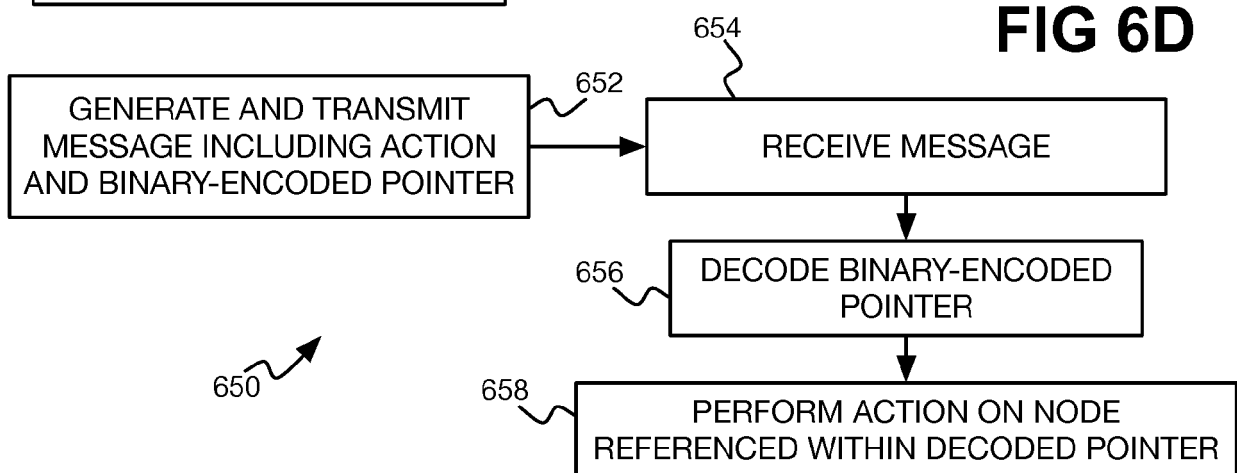 FIG 6D
654
652
GENERATE AND TRANSMIT
MESSAGE INCLUDING ACTION
AND BINARY-ENCODED POINTER
RECEIVE MESSAGE
656
DECODE BINARY-ENCODED
POINTER
650
658
PERFORM ACTION ON NODE
REFERENCED WITHIN DECODED POINTER